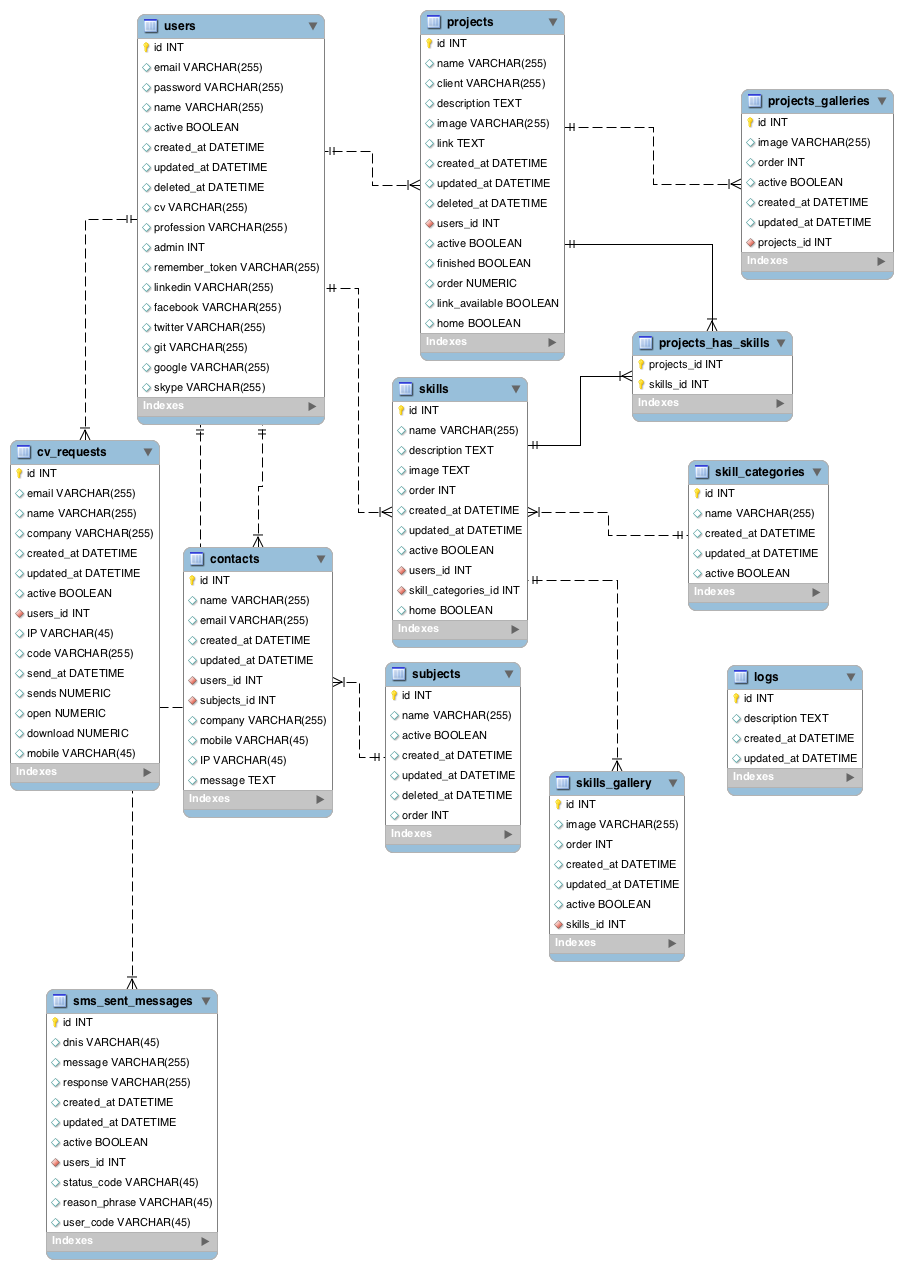 users
id INT
email VARCHAR(255)
password VARCHAR(255)
name VARCHAR(255)
active BOOLEAN
created_at DATETIME
updated_at DATETIME
deleted_at DATETIME
cv VARCHAR(255)
profession VARCHAR(255)
admin INT
remember_token VARCHAR(255)
linkedin VARCHAR(255)
facebook VARCHAR(255)
twitter VARCHAR(255)
git VARCHAR(255)
google VARCHAR(255)
skype VARCHAR(255)
Indexes
projects
id INT
name VARCHAR(255)
client VARCHAR(255)
description TEXT
image VARCHAR(255)
link TEXT
created_at DATETIME
updated_at DATETIME
deleted_at DATETIME
users_id INT
active BOOLEAN
finished BOOLEAN
order NUMERIC
link_available BOOLEAN
home BOOLEAN
Indexes
projects_galleries
id INT
image VARCHAR(255)
order INT
active BOOLEAN
created_at DATETIME
updated_at DATETIME
projects_id INT
Indexes
projects_has_skills
projects_id INT
skills_id INT
Indexes
skills
id INT
name VARCHAR(255)
description TEXT
image TEXT
order INT
created_at DATETIME
updated_at DATETIME
active BOOLEAN
users_id INT
skill_categories_id INT
home BOOLEAN
Indexes
skill_categories
id INT
name VARCHAR(255)
created_at DATETIME
updated_at DATETIME
active BOOLEAN
Indexes
cv_requests
id INT
email VARCHAR(255)
name VARCHAR(255)
company VARCHAR(255)
created_at DATETIME
updated_at DATETIME
active BOOLEAN
users_id INT
IP VARCHAR(45)
code VARCHAR(255)
send_at DATETIME
sends NUMERIC
open NUMERIC
download NUMERIC
mobile VARCHAR(45)
Indexes
contacts
id INT
name VARCHAR(255)
email VARCHAR(255)
created_at DATETIME
updated_at DATETIME
users_id INT
subjects_id INT
company VARCHAR(255)
mobile VARCHAR(45)
IP VARCHAR(45)
message TEXT
Indexes
subjects
id INT
name VARCHAR(255)
active BOOLEAN
created_at DATETIME
updated_at DATETIME
deleted_at DATETIME
order INT
Indexes
logs
id INT
description TEXT
created_at DATETIME
updated_at DATETIME
Indexes
skills_gallery
id INT
image VARCHAR(255)
order INT
created_at DATETIME
updated_at DATETIME
active BOOLEAN
skills_id INT
Indexes
sms_sent_messages
id INT
dnis VARCHAR(45)
message VARCHAR(255)
response VARCHAR(255)
created_at DATETIME
updated_at DATETIME
active BOOLEAN
users_id INT
status_code VARCHAR(45)
reason_phrase VARCHAR(45)
user_code VARCHAR(45)
Indexes